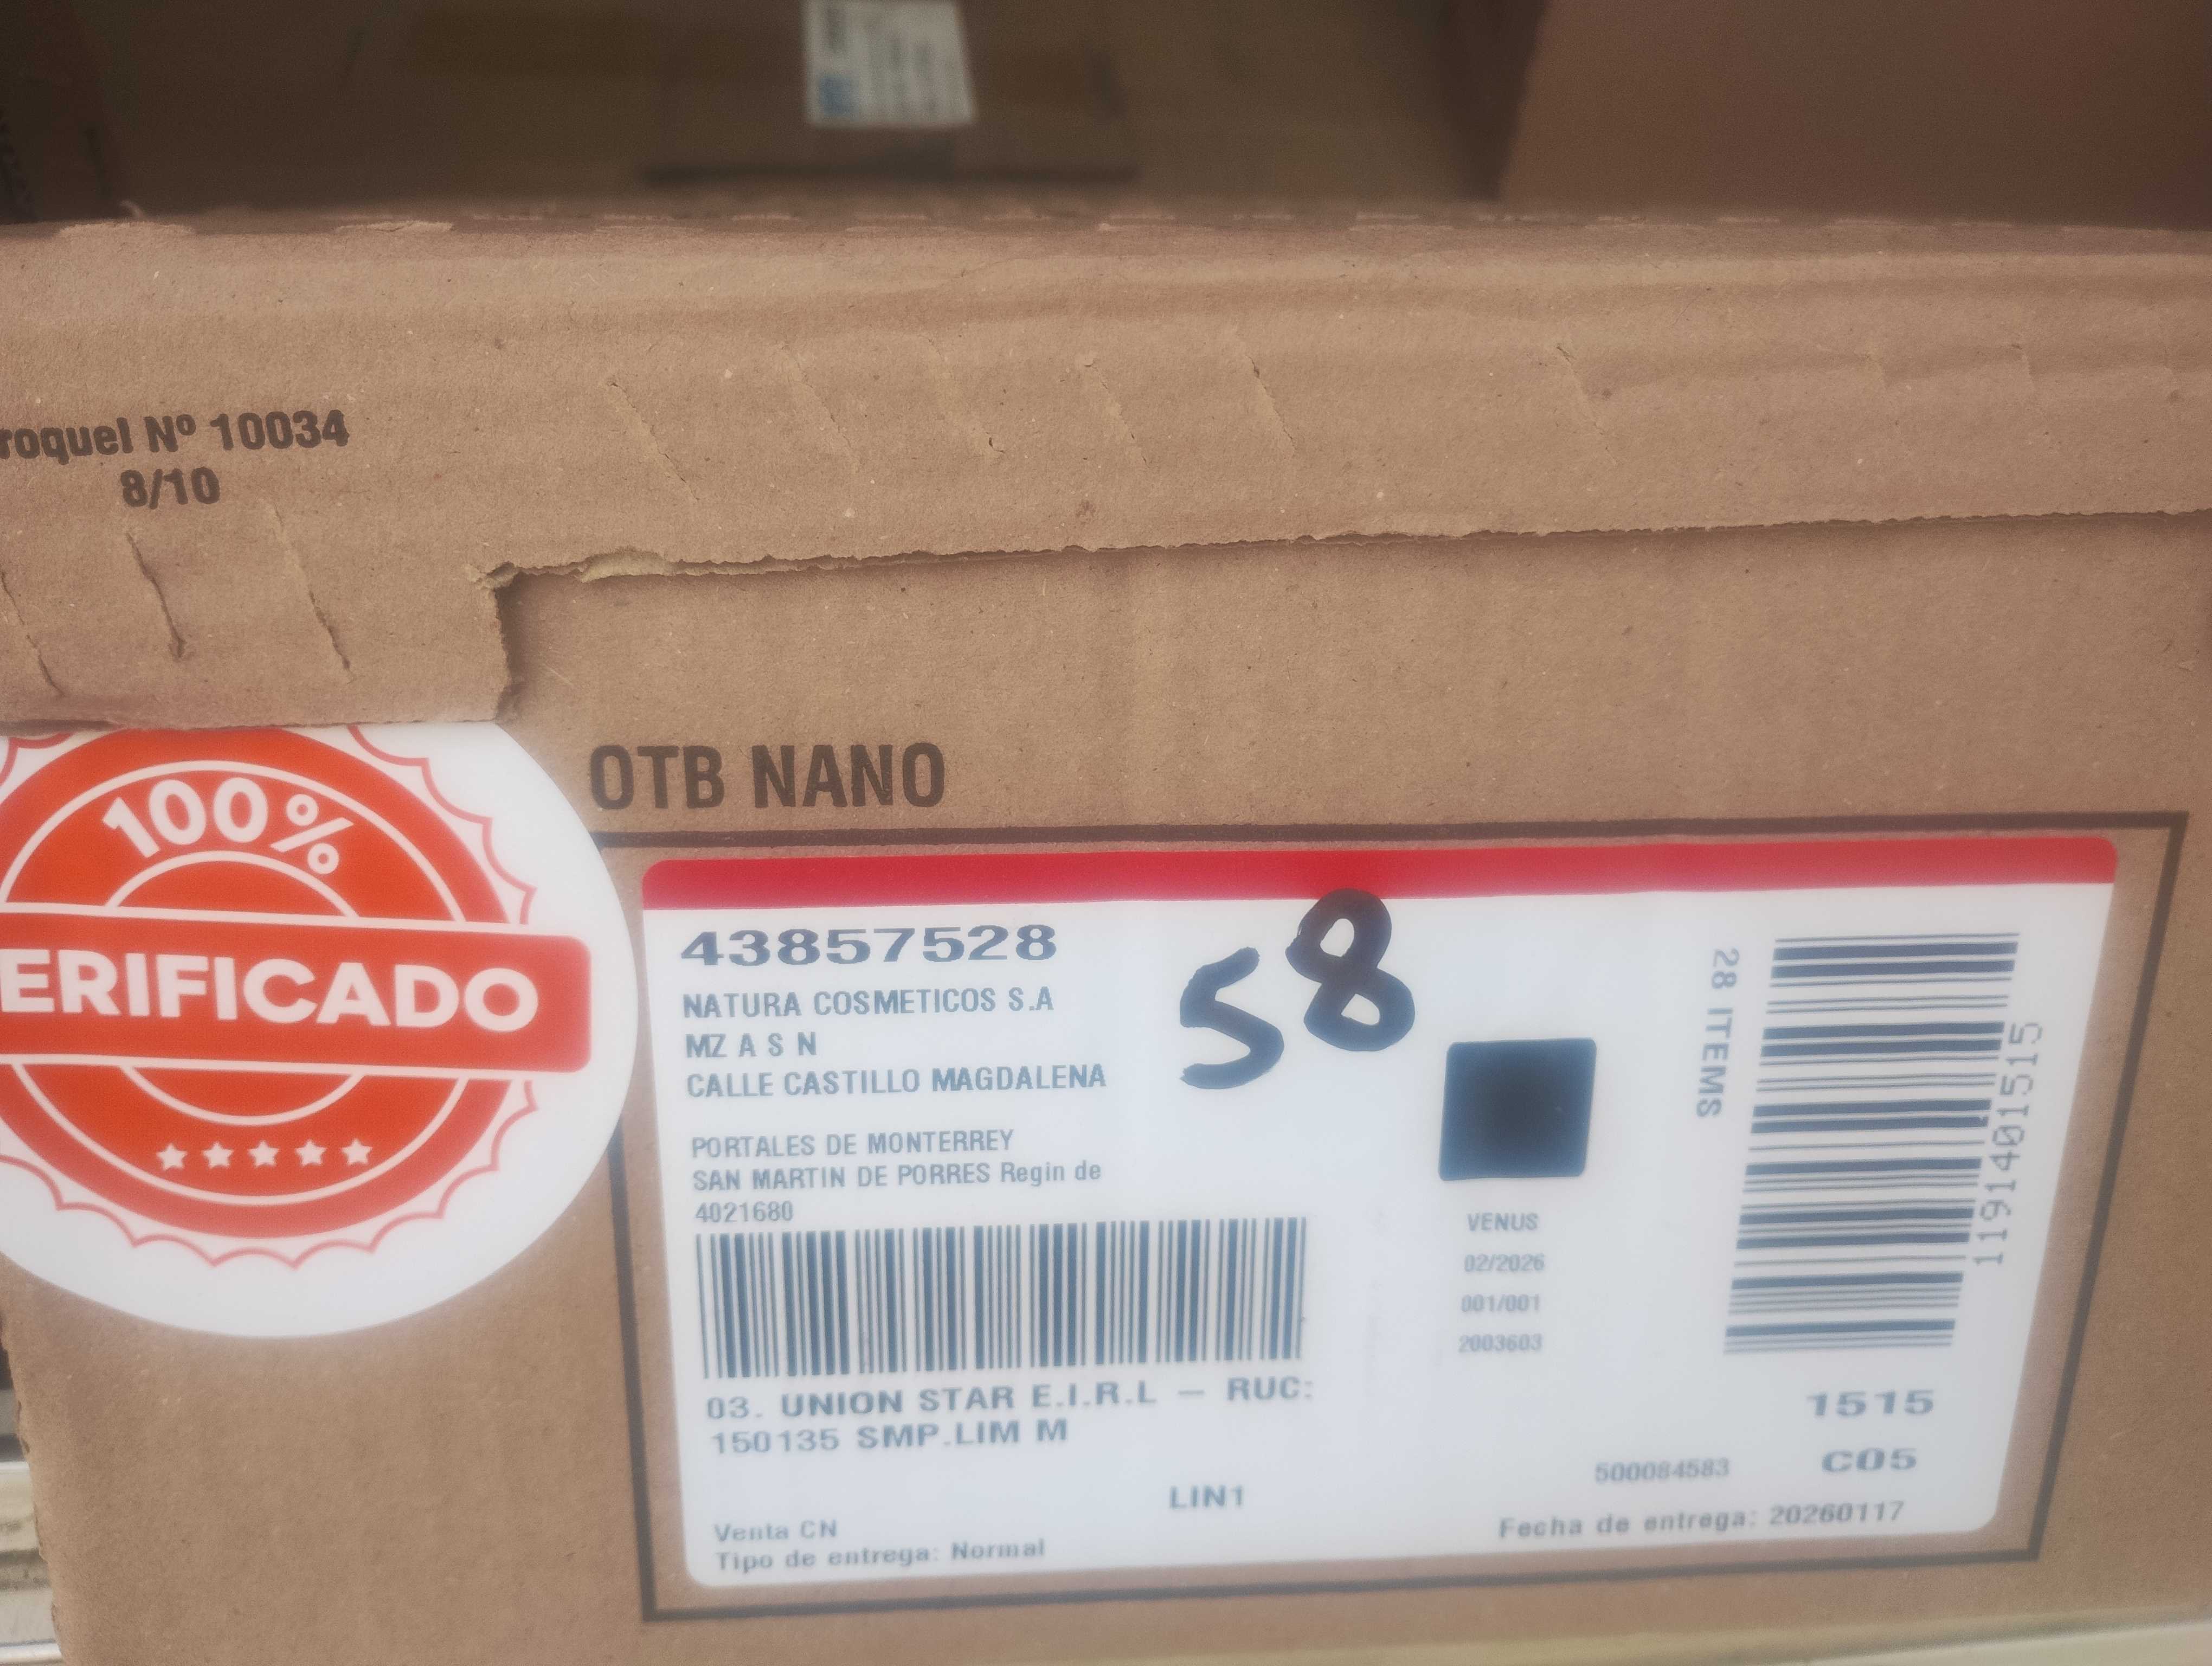 roquel Nº 10034
8/10
OTB NANO
100%
ERIFICADO
43857528
58
NATURA COSMETICOS S.A
MZ A S N
CALLE CASTILLO MAGDALENA
PORTALES DE MONTERREY
SAN MARTIN DE PORRES Regin de
4021680
28 ITEMS
1191401515
VENUS
02/2026
001/001
2003603
03. UNION STAR E.I.R.L — RUC:
150135 SMP.LIM M
1515
C05
500084583
LIN1
Venta CN
Tipo de entrega: Normal
Fecha de entrega: 20260117